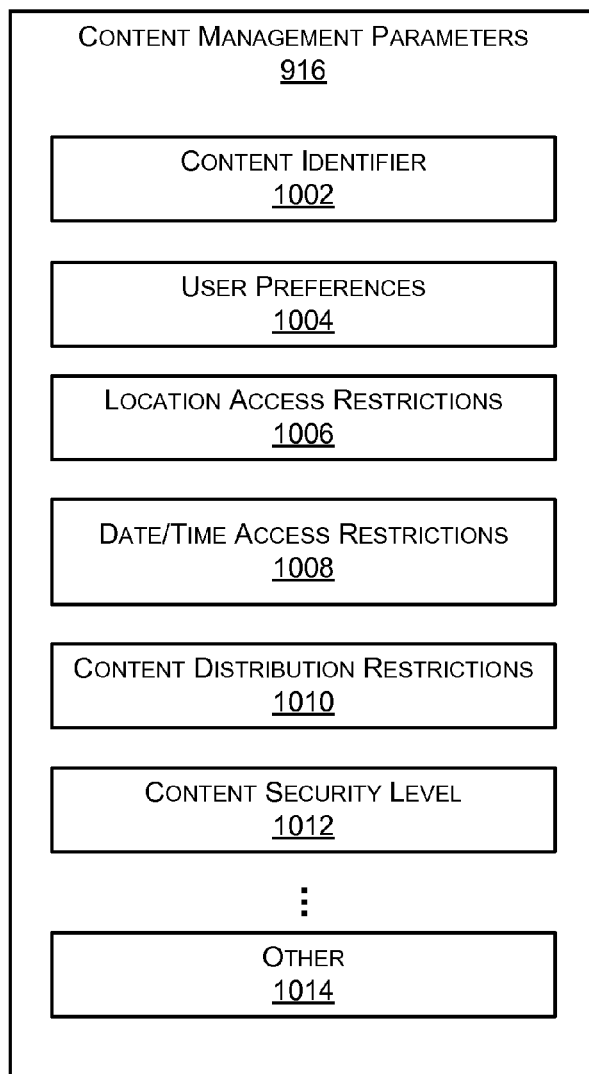 CONTENT MANAGEMENT PARAMETERS
916
CONTENT IDENTIFIER
1002
USER PREFERENCES
1004
LOCATION ACCESS RESTRICTIONS
1006
DATE/TIME ACCESS RESTRICTIONS
1008
CONTENT DISTRIBUTION RESTRICTIONS
1010
CONTENT SECURITY LEVEL
1012
⋮
OTHER
1014